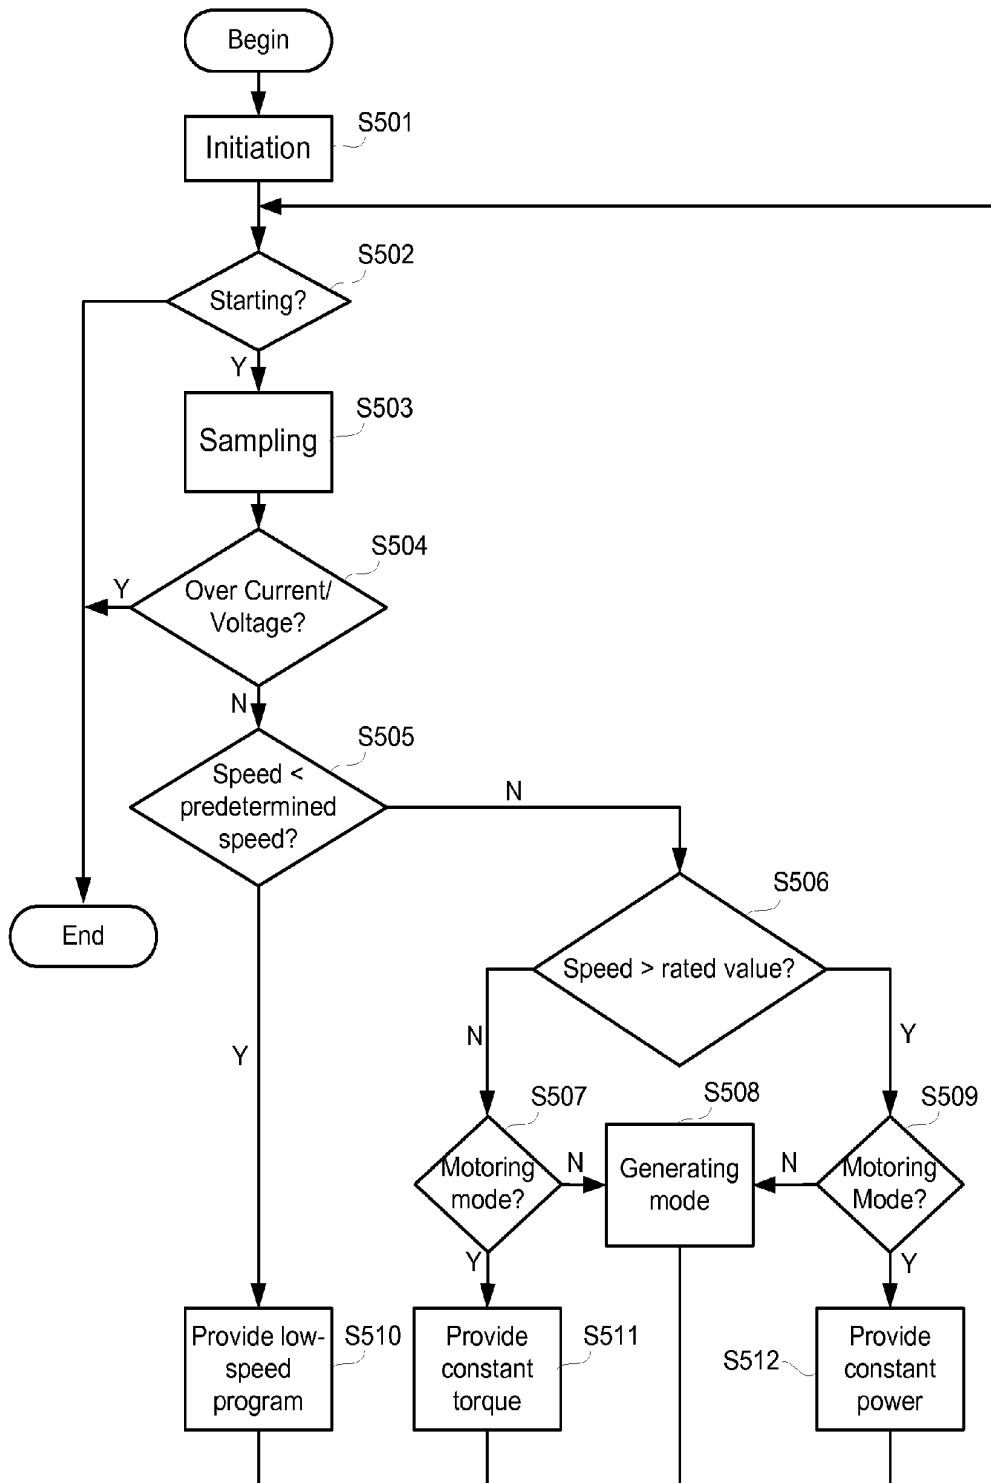 Begin
S501
Initiation
S502
Starting?
Y
S503
Sampling
S504
Over Current/
Voltage?
Y
N
S505
Speed <
predetermined
speed?
N
S506
Speed > rated value?
End
N
Y
Y
S507
Motoring
mode?
N
S508
Generating
mode
N
S509
Motoring
Mode?
Y
Y
Provide low-
speed
program
S510
Provide
constant
torque
S511
S512
Provide
constant
power